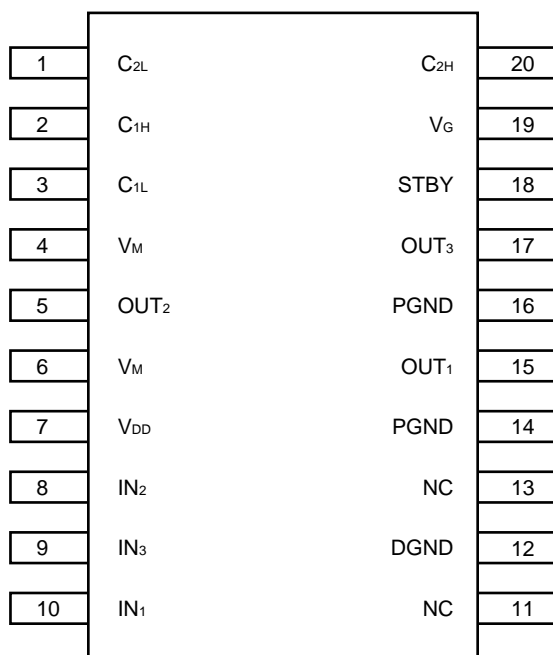 1 C2L C2H 20
2 C1H VG 19
3 C1L STBY 18
4 VM OUT3 17
5 OUT2 PGND 16
6 VM OUT1 15
7 VDD PGND 14
8 IN2 NC 13
9 IN3 DGND 12
10 IN1 NC 11